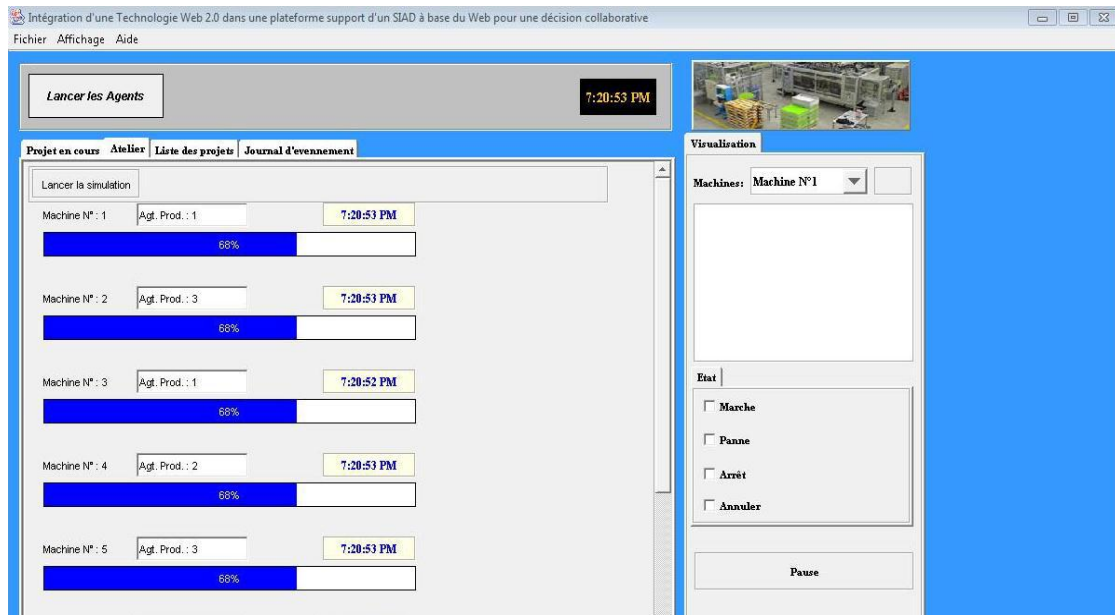 Intégration d'une Technologie Web 2.0 dans une plateforme support d'un SIAD à base du Web pour une décision collaborative
Fichier Affichage Aide
Lancer les Agents
7:20:53 PM
Projet en cours Atelier Liste des projets Journal d'evennement
Lancer la simulation
Machine N° : 1 Agt. Prod. : 1 7:20:53 PM
68%
Machine N° : 2 Agt. Prod. : 3 7:20:53 PM
68%
Machine N° : 3 Agt. Prod. : 1 7:20:52 PM
68%
Machine N° : 4 Agt. Prod. : 2 7:20:53 PM
68%
Machine N° : 5 Agt. Prod. : 3 7:20:53 PM
68%
Visualisation
Machines: Machine N°1
Etat
Marche
Panne
Arrêt
Annuler
Pause